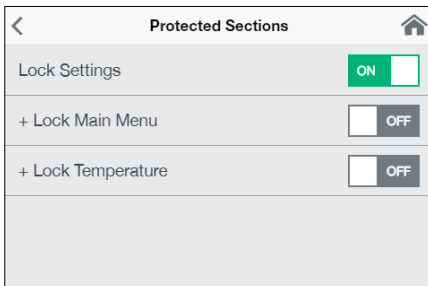 Protected Sections
Lock Settings ON
+ Lock Main Menu OFF
+ Lock Temperature OFF